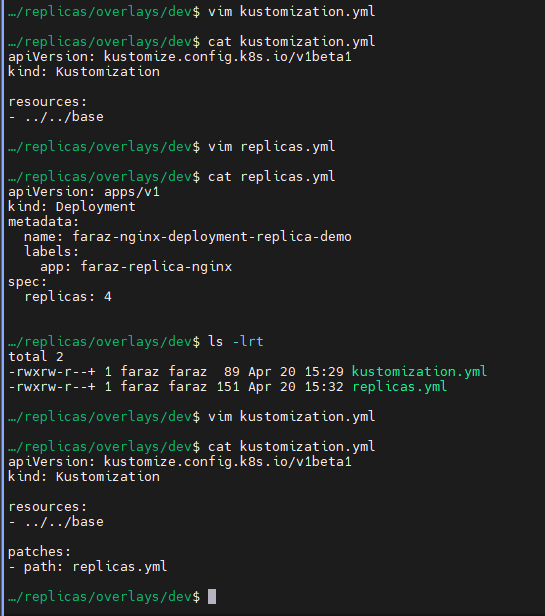 …/replicas/overlays/dev$ vim kustomization.yml
…/replicas/overlays/dev$ cat kustomization.yml
apiVersion: kustomize.config.k8s.io/v1beta1
kind: Kustomization
resources:
- ../../base
…/replicas/overlays/dev$ vim replicas.yml
…/replicas/overlays/dev$ cat replicas.yml
apiVersion: apps/v1
kind: Deployment
metadata:
  name: faraz-nginx-deployment-replica-demo
  labels:
    app: faraz-replica-nginx
spec:
  replicas: 4
…/replicas/overlays/dev$ ls -lrt
total 2
-rwxrw-r--+ 1 faraz faraz  89 Apr 20 15:29 kustomization.yml
-rwxrw-r--+ 1 faraz faraz 151 Apr 20 15:32 replicas.yml
…/replicas/overlays/dev$ vim kustomization.yml
…/replicas/overlays/dev$ cat kustomization.yml
apiVersion: kustomize.config.k8s.io/v1beta1
kind: Kustomization
resources:
- ../../base
patches:
- path: replicas.yml
…/replicas/overlays/dev$